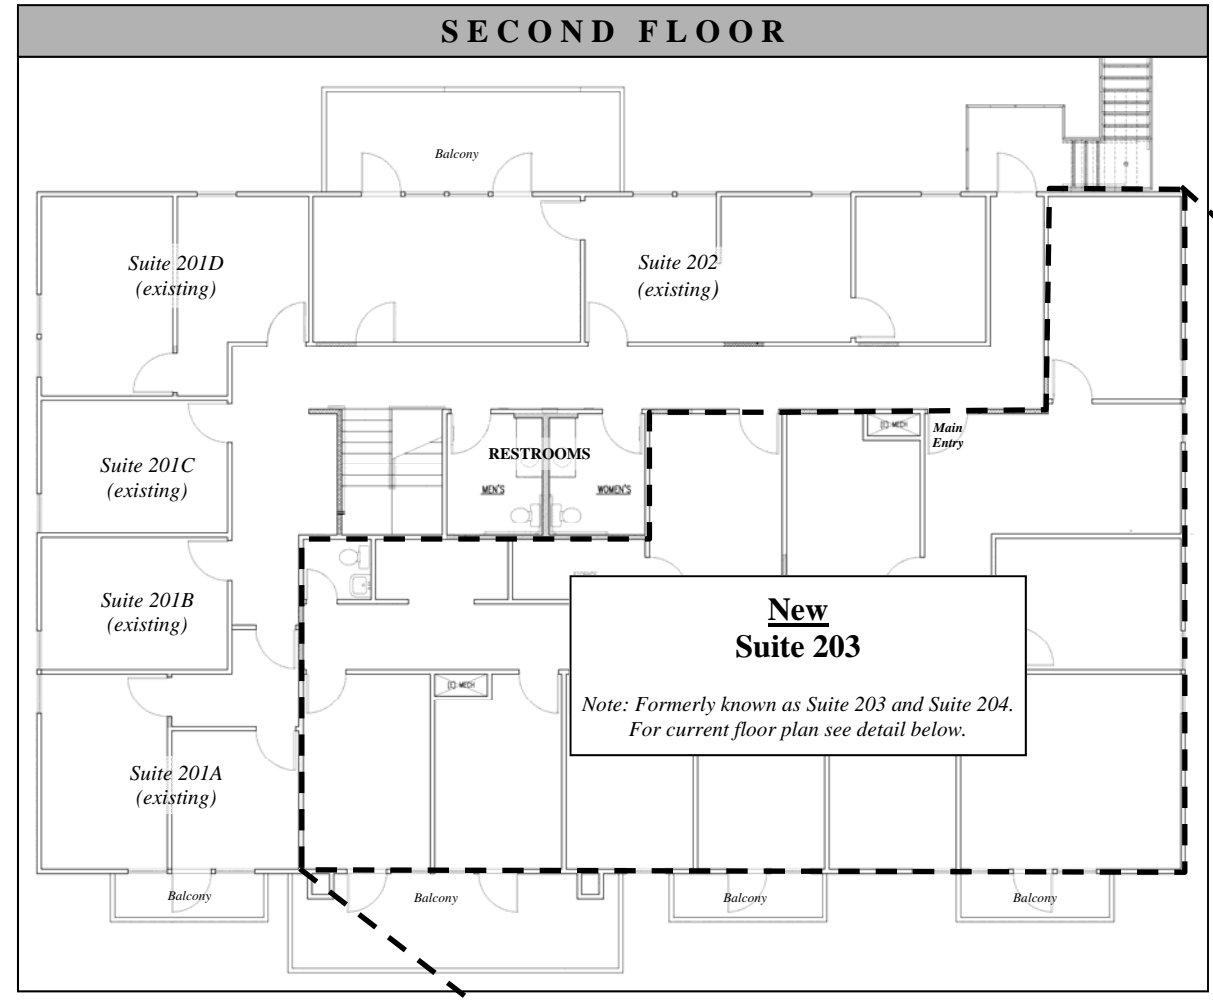 SECOND FLOOR
Balcony
Suite 201D
(existing)
Suite 202
(existing)
MECH
Main
Entry
RESTROOMS
Suite 201C
(existing)
MEN'S
WOMEN'S
Suite 201B
(existing)
New
Suite 203
MECH
Note: Formerly known as Suite 203 and Suite 204.
For current floor plan see detail below.
Suite 201A
(existing)
Balcony
Balcony
Balcony
Balcony